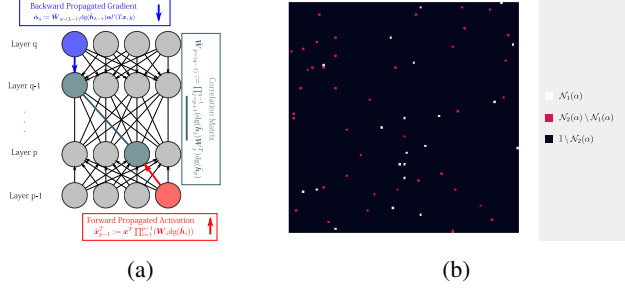 Backward Propagated Gradient
Layer q
Layer q-1
.
.
.
Layer p
Layer p-1
Correlation Matrix
Forward Propagated Activation
𝒩₁(α)
𝒩₂(α) \ 𝒩₁(α)
𝕀 \ 𝒩₂(α)
(a)
(b)